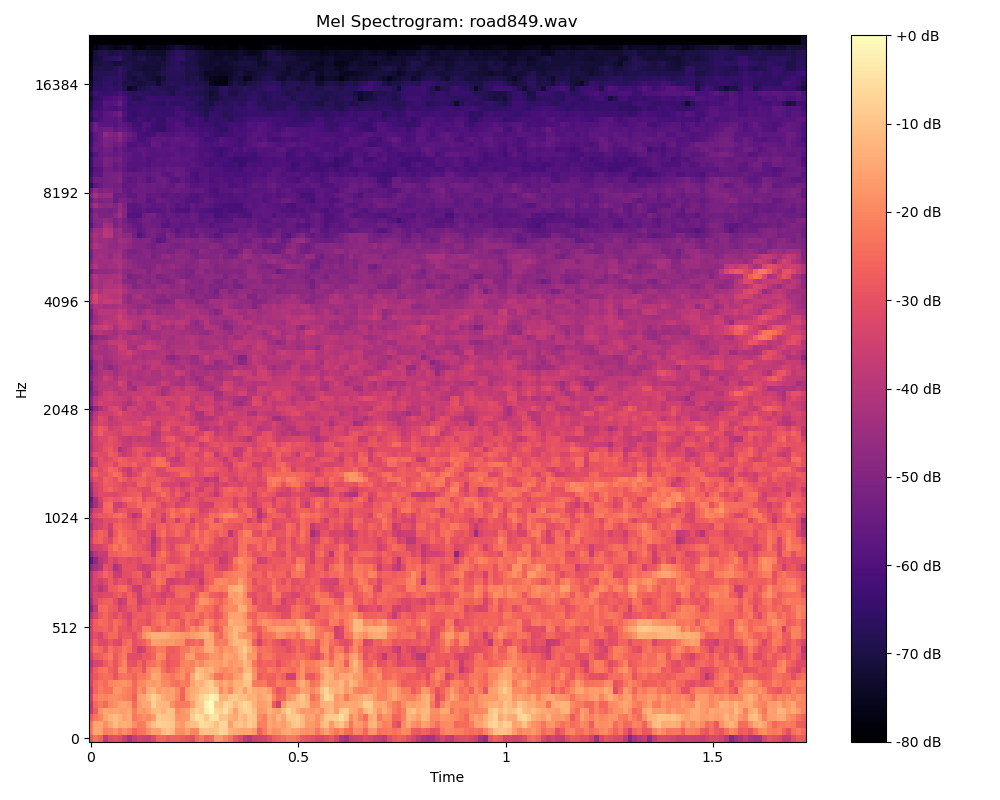 Mel Spectrogram: road849.wav
Hz
16384
8192
4096
2048
1024
512
0
0
0.5
1
1.5
Time
+0 dB
-10 dB
-20 dB
-30 dB
-40 dB
-50 dB
-60 dB
-70 dB
-80 dB